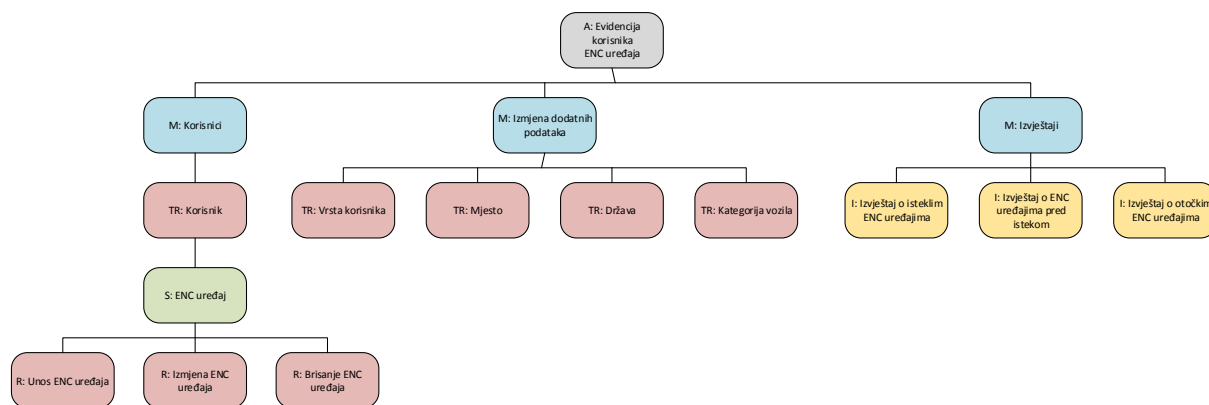 A: Evidencija
korisnika
ENC uređaja
M: Korisnici
M: Izmjena dodatnih
podataka
M: Izvještaji
TR: Korisnik
TR: Vrsta korisnika
TR: Mjesto
TR: Država
TR: Kategorija vozila
I: Izvještaj o isteklim
ENC uređajima
I: Izvještaj o ENC
uređajima pred
istekom
I: Izvještaj o otočkim
ENC uređajima
S: ENC uređaj
R: Unos ENC uređaja
R: Izmjena ENC
uređaja
R: Brisanje ENC
uređaja